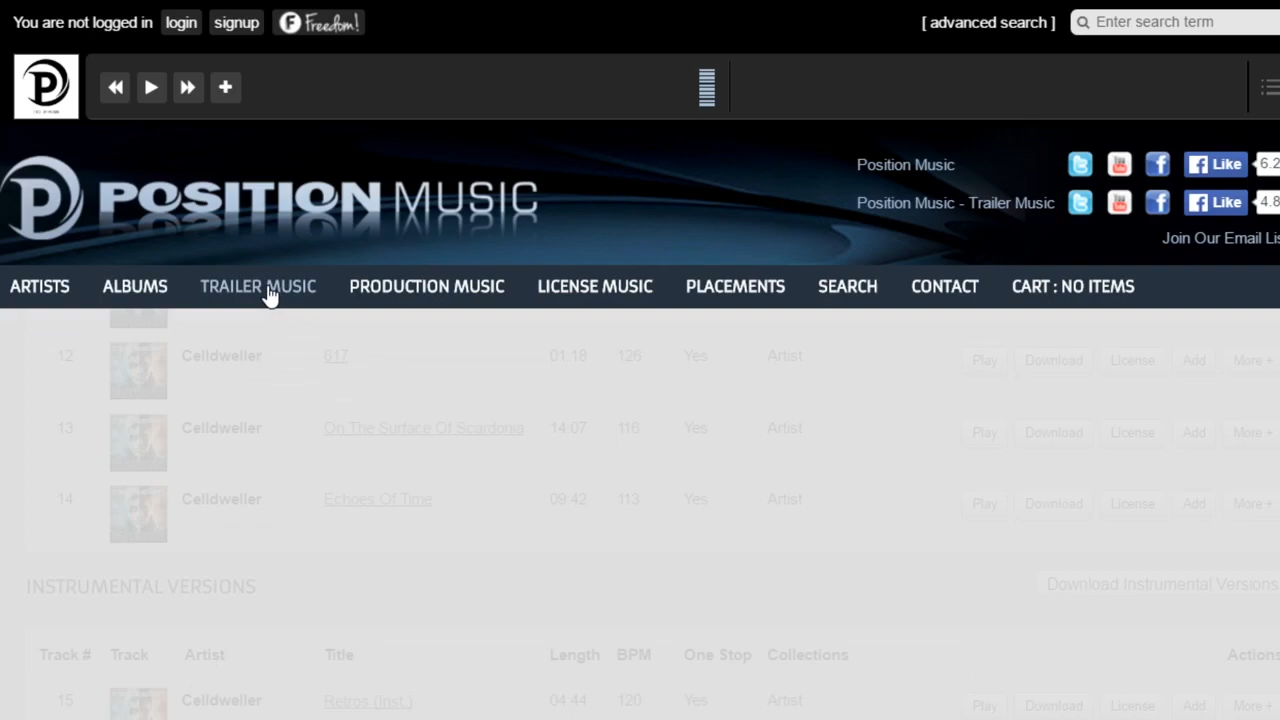 You are not logged in login signup Freedom! [ advanced search ] Enter search term
POSITION MUSIC
Position Music Like 6.2
Position Music - Trailer Music Like 4.8
Join Our Email Lis
ARTISTS ALBUMS TRAILER MUSIC PRODUCTION MUSIC LICENSE MUSIC PLACEMENTS SEARCH CONTACT CART : NO ITEMS
12 Celldweller 617 01:18 126 Yes Artist Play Download License Add More +
13 Celldweller On The Surface Of Scardonia 14:07 116 Yes Artist Play Download License Add More +
14 Celldweller Echoes Of Time 09:42 113 Yes Artist Play Download License Add More +
INSTRUMENTAL VERSIONS Download Instrumental Versions
Track # Track Artist Title Length BPM One Stop Collections Actions
15 Celldweller Retros (Inst.) 04:44 120 Yes Artist Play Download License Add More +